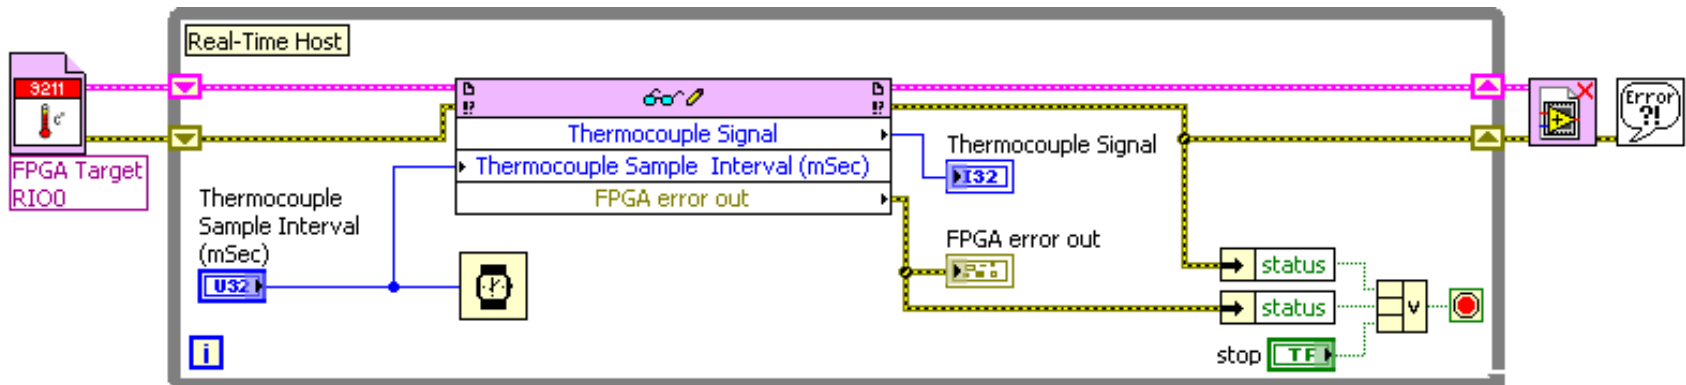 Real-Time Host
9211
c°
FPGA Target
RIO0
!? !?
Thermocouple Signal
Thermocouple Sample Interval (mSec)
FPGA error out
Thermocouple
Sample Interval
(mSec)
U32
i
Thermocouple Signal
I32
FPGA error out
status
status
V
stop
TF
Error
?!